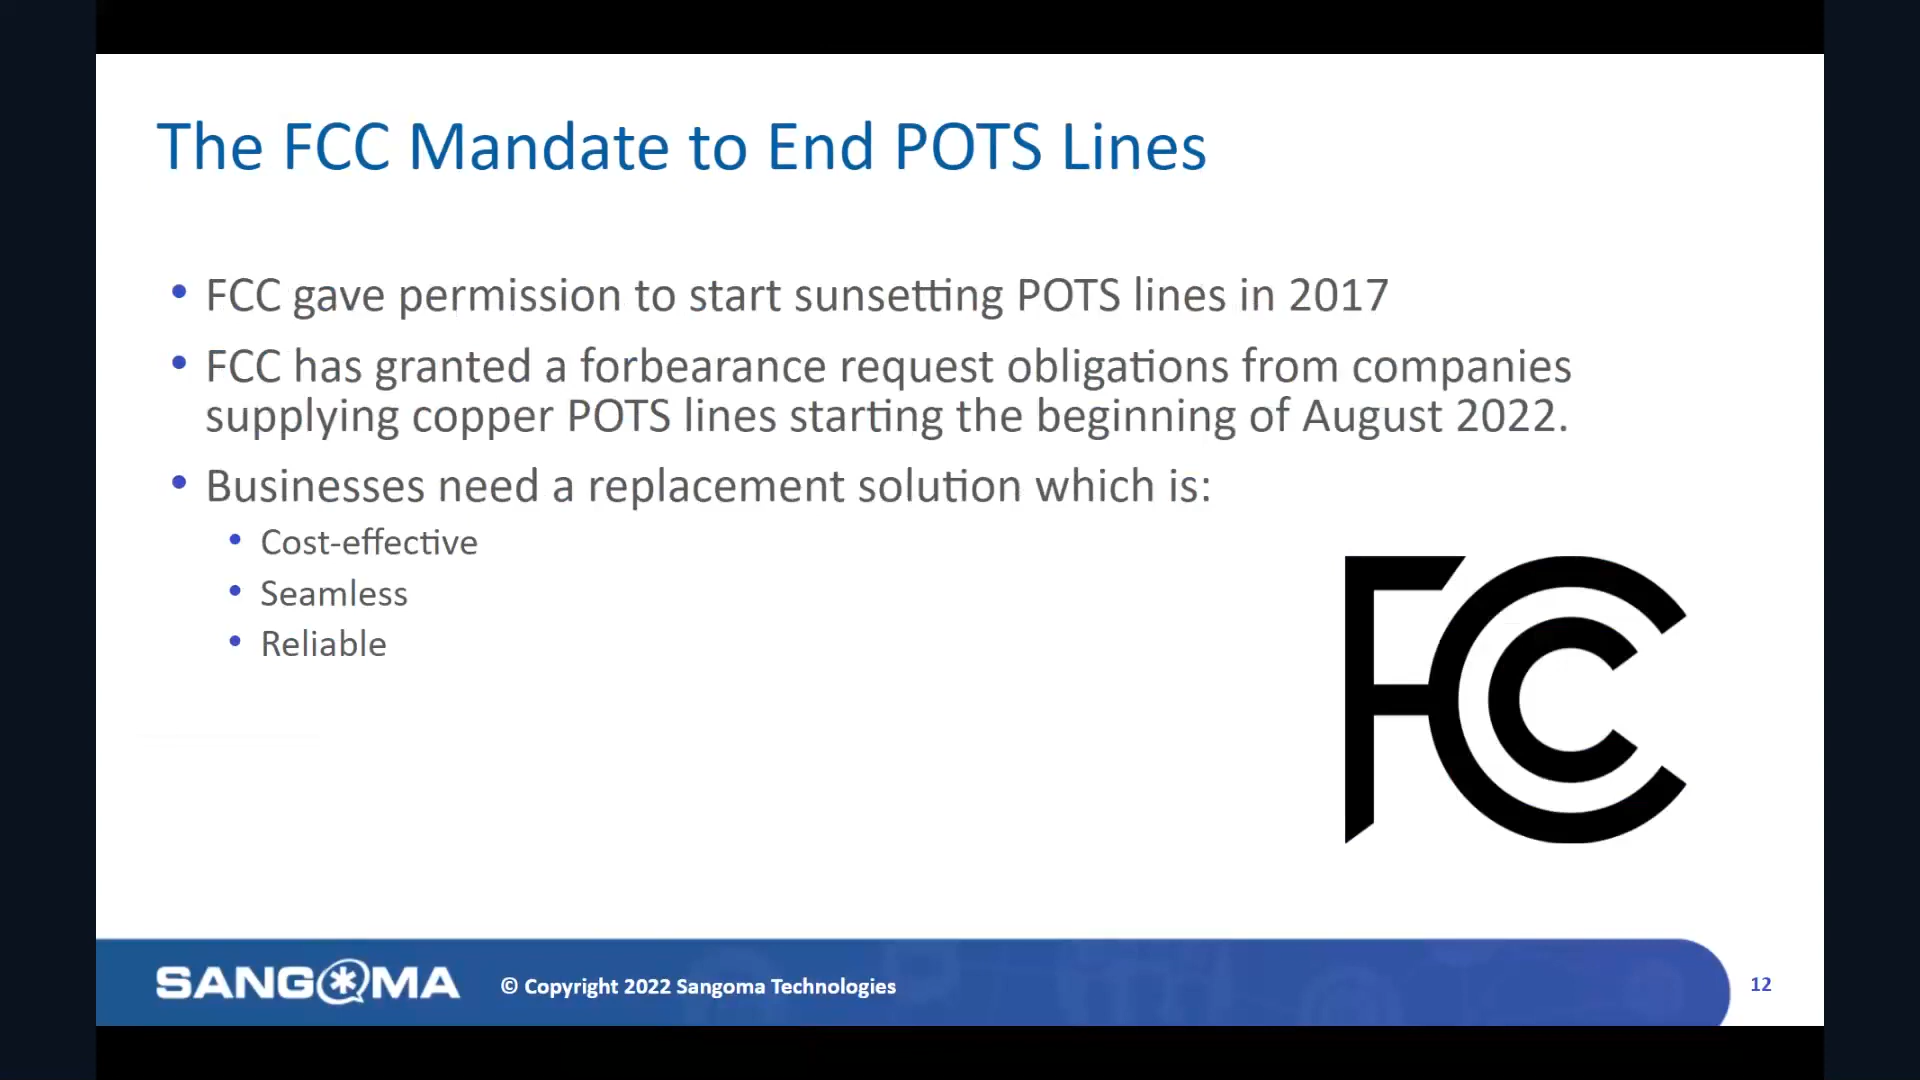 The FCC Mandate to End POTS Lines
• FCC gave permission to start sunsetting POTS lines in 2017
• FCC has granted a forbearance request obligations from companies
supplying copper POTS lines starting the beginning of August 2022.
• Businesses need a replacement solution which is:
• Cost-effective
• Seamless
• Reliable
FCC
SANGOMA
© Copyright 2022 Sangoma Technologies
12